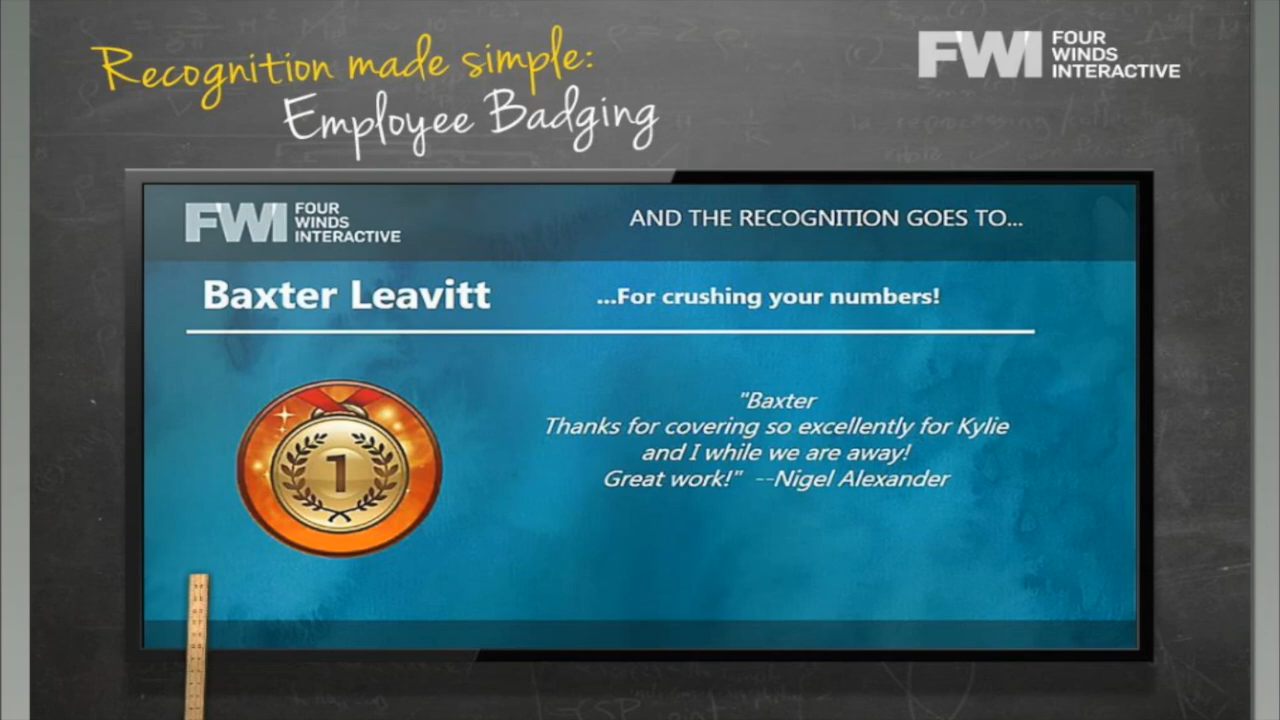 Recognition made simple:
Employee Badging
FWI FOUR
WINDS
INTERACTIVE
FWI FOUR
WINDS
INTERACTIVE
AND THE RECOGNITION GOES TO...
Baxter Leavitt
...For crushing your numbers!
1
"Baxter
Thanks for covering so excellently for Kylie
and I while we are away!
Great work!" --Nigel Alexander